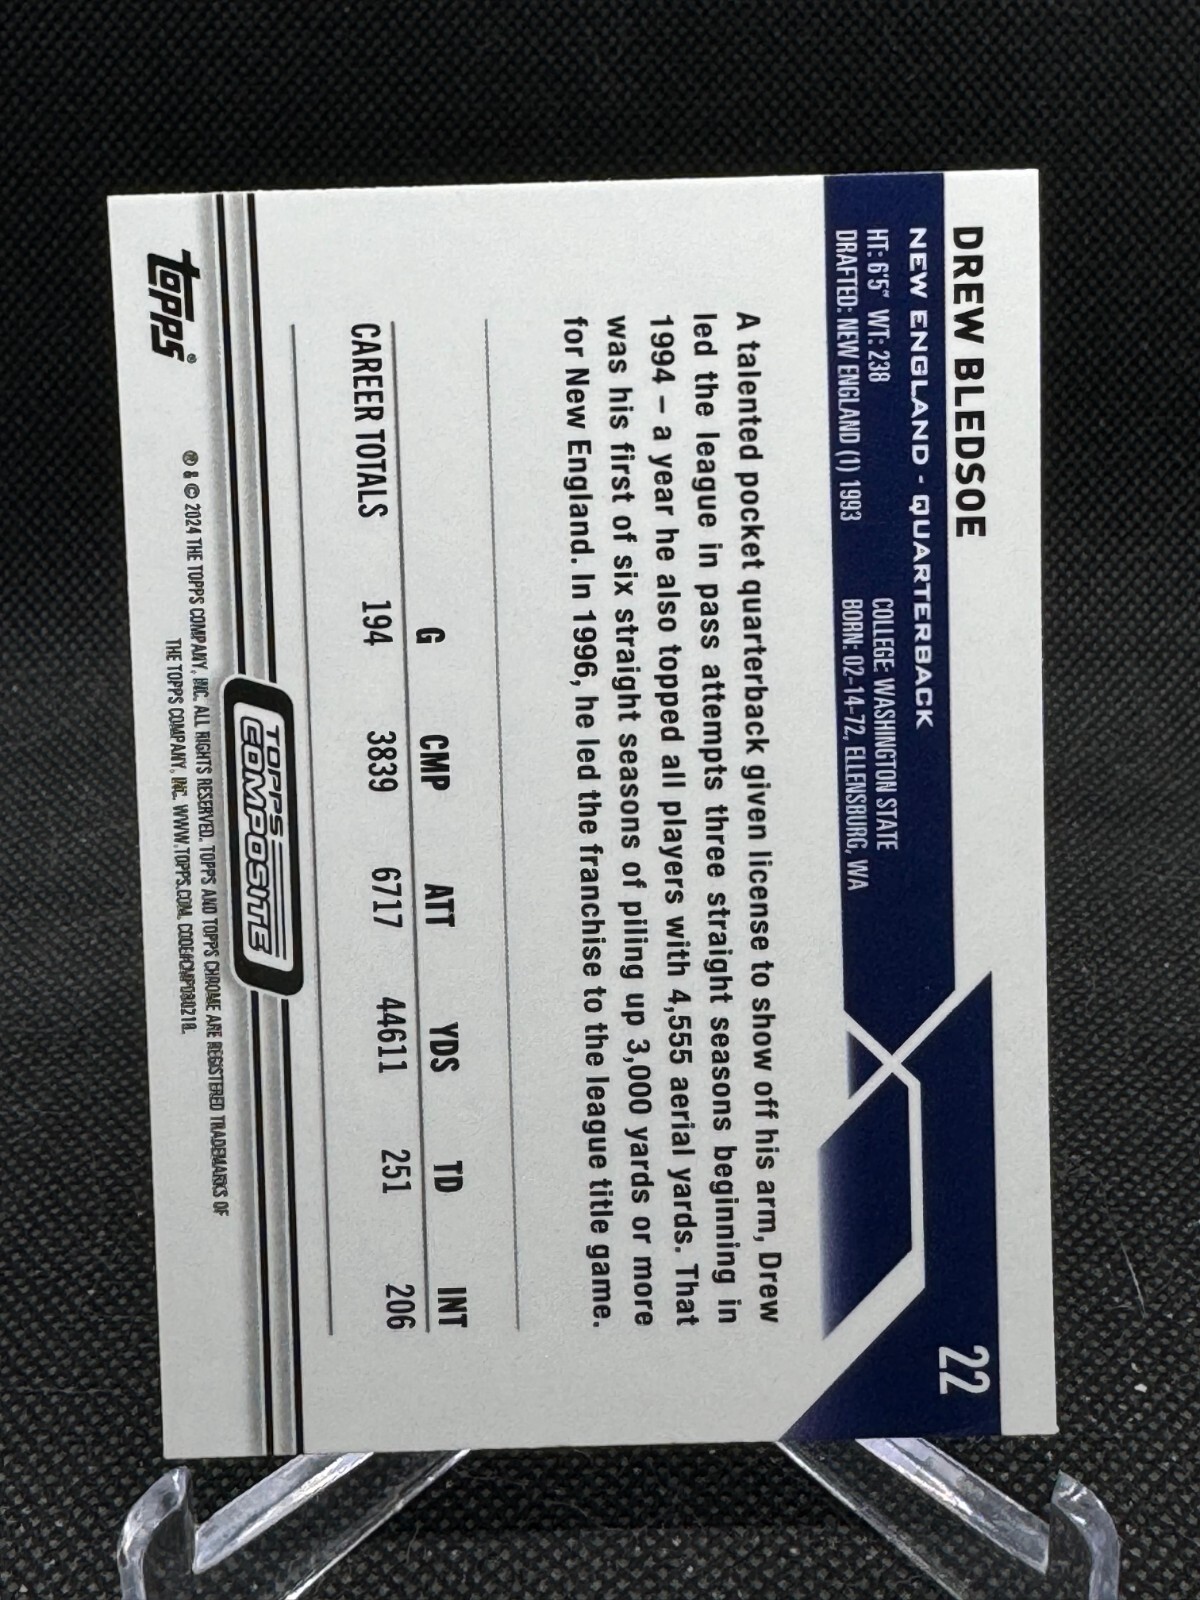 DREW BLEDSOE
22
NEW ENGLAND - QUARTERBACK
HT: 6'5" WT: 238
COLLEGE: WASHINGTON STATE
DRAFTED: NEW ENGLAND (1) 1993
BORN: 02-14-72, ELLENSBURG, WA
A talented pocket quarterback given license to show off his arm, Drew
led the league in pass attempts three straight seasons beginning in
1994 – a year he also topped all players with 4,555 aerial yards. That
was his first of six straight seasons of piling up 3,000 yards or more
for New England. In 1996, he led the franchise to the league title game.
G CMP ATT YDS TD INT
CAREER TOTALS 194 3839 6717 44611 251 206
TOPPS
COMPOSITE
topps®
® & © 2024 THE TOPPS COMPANY, INC. ALL RIGHTS RESERVED. TOPPS AND TOPPS CHROME ARE REGISTERED TRADEMARKS OF
THE TOPPS COMPANY, INC. WWW.TOPPS.COM.